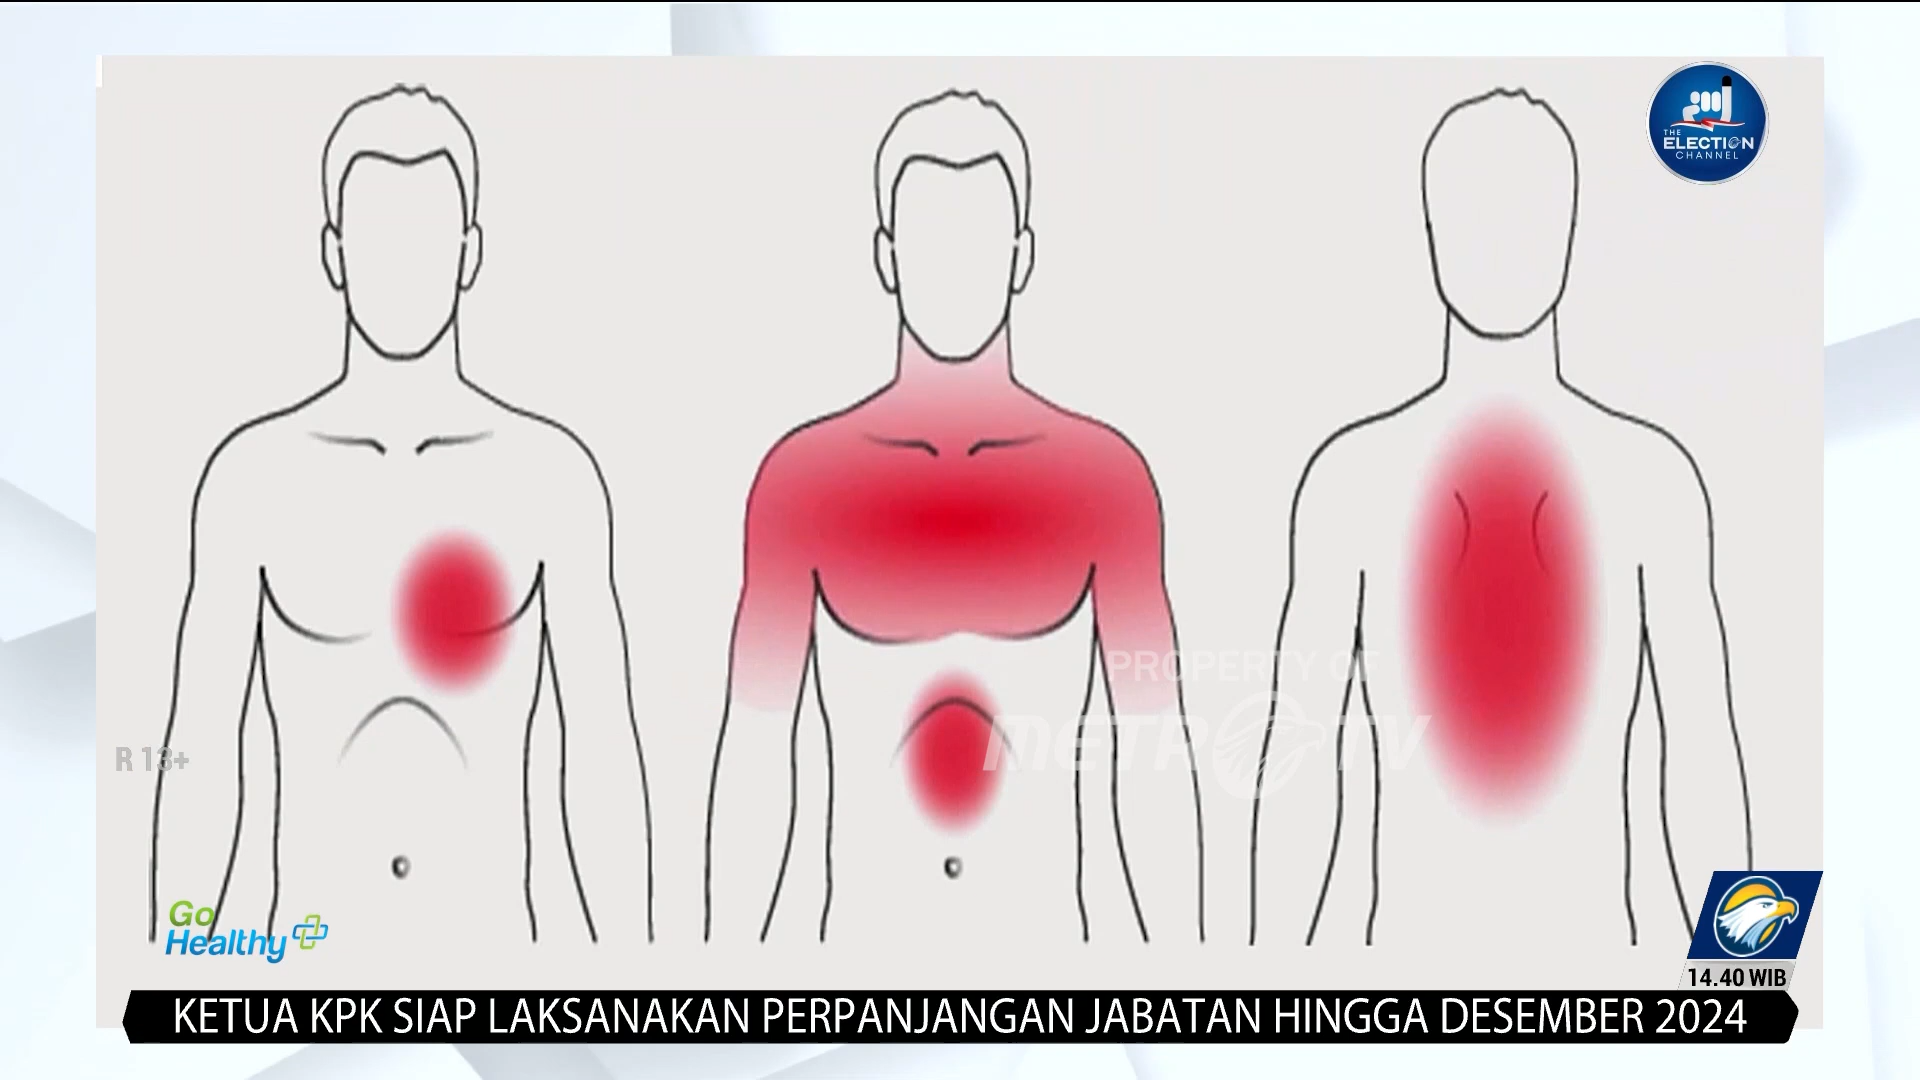 THE
ELECTION
CHANNEL
PROPERTY OF
METRO TV
R 13+
Go
Healthy
14.40 WIB
KETUA KPK SIAP LAKSANAKAN PERPANJANGAN JABATAN HINGGA DESEMBER 2024